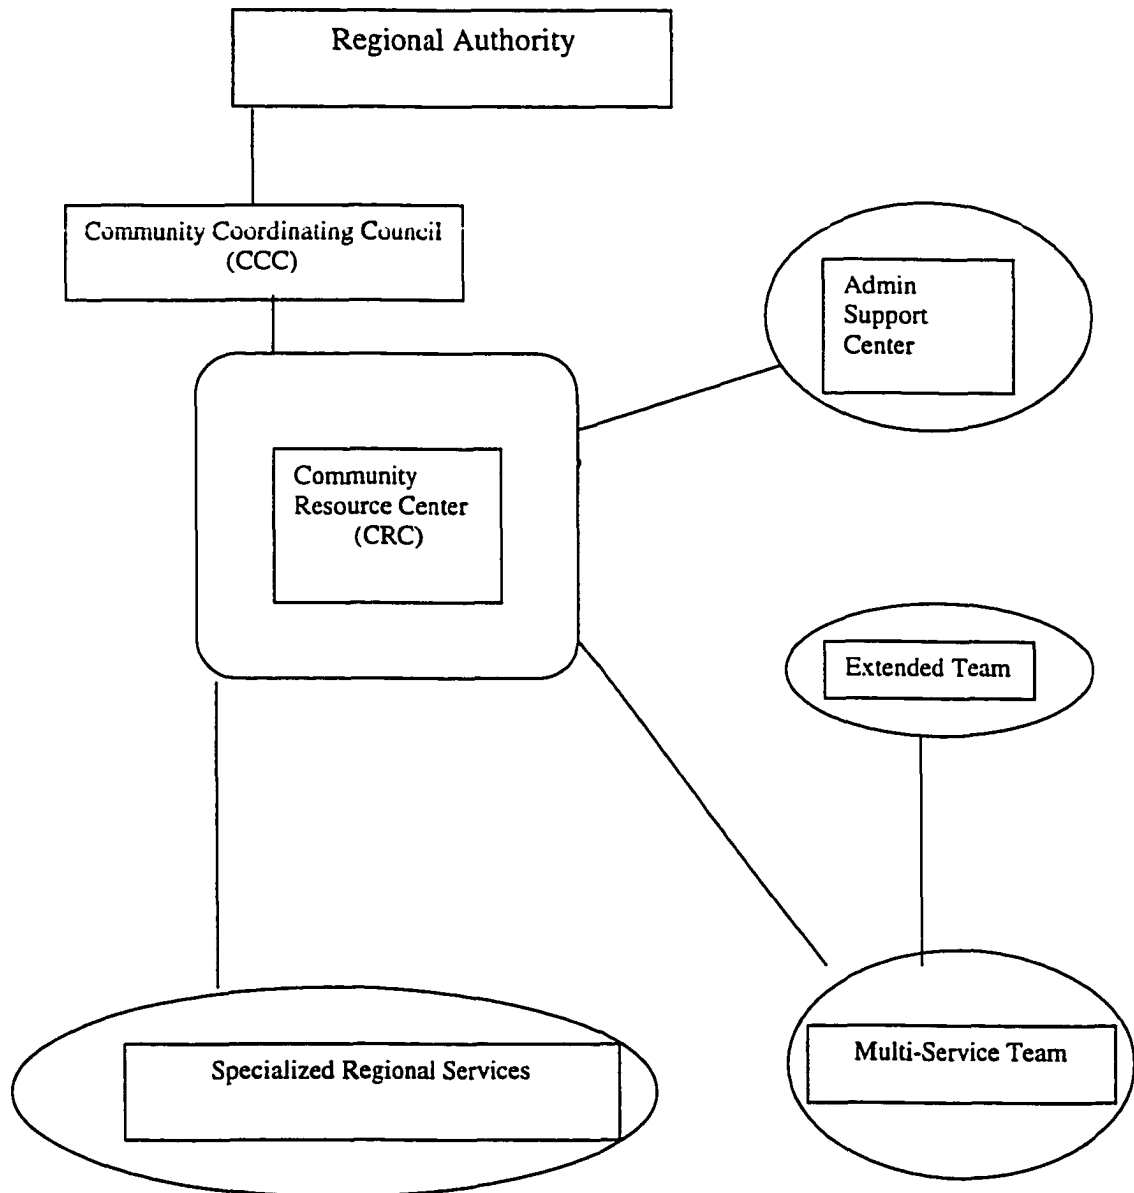 Regional Authority
Community Coordinating Council
(CCC)
Admin
Support
Center
Community
Resource Center
(CRC)
Extended Team
Multi-Service Team
Specialized Regional Services